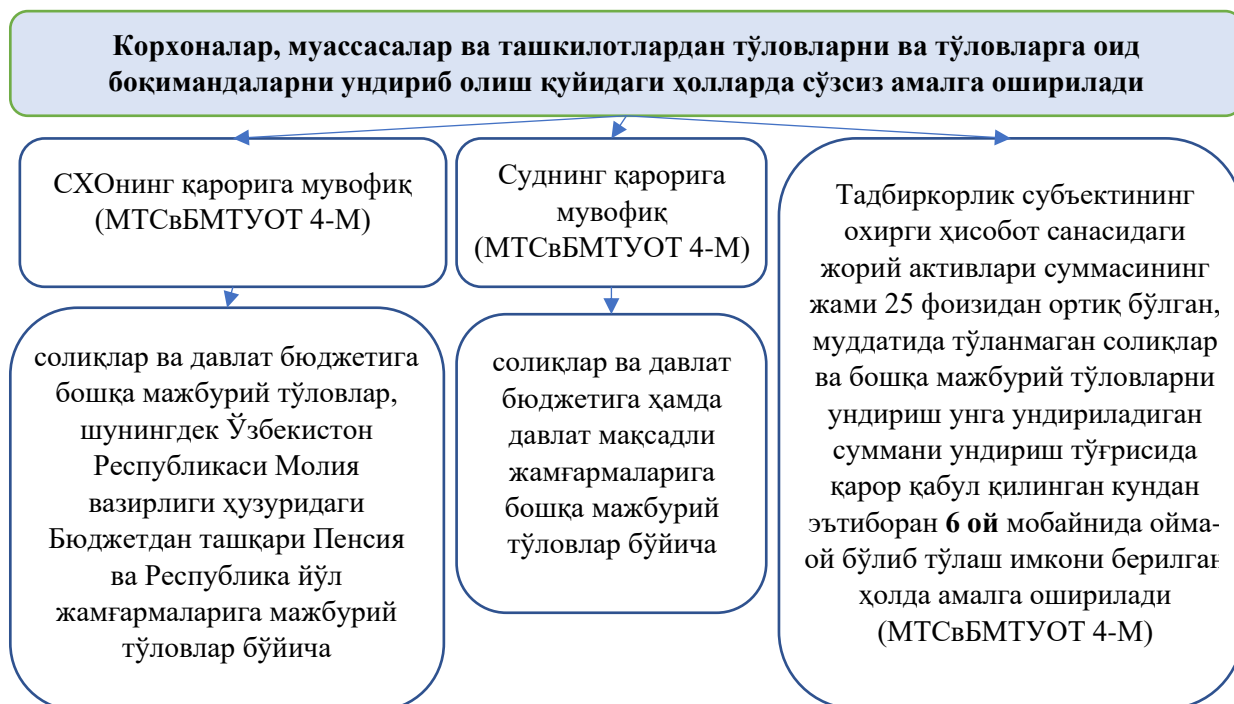 Корхоналар, муассасалар ва ташкилотлардан тўловларни ва тўловларга оид
боқимандаларни ундириб олиш қуйидаги ҳолларда сўзсиз амалга оширилади
СХОнинг қарорига мувофиқ
(МТСвБМТУОТ 4-М)
солиқлар ва давлат бюджетига
бошқа мажбурий тўловлар,
шунингдек Ўзбекистон
Республикаси Молия
вазирлиги ҳузуридаги
Бюджетдан ташқари Пенсия
ва Республика йўл
жамғармаларига мажбурий
тўловлар бўйича
Суднинг қарорига
мувофиқ
(МТСвБМТУОТ 4-М)
солиқлар ва давлат
бюджетига ҳамда
давлат мақсадли
жамғармаларига
бошқа мажбурий
тўловлар бўйича
Тадбиркорлик субъектининг
охирги ҳисобот санасидаги
жорий активлари суммасининг
жами 25 фоизидан ортиқ бўлган,
муддатида тўланмаган солиқлар
ва бошқа мажбурий тўловларни
ундириш унга ундириладиган
суммани ундириш тўғрисида
қарор қабул қилинган кундан
эътиборан 6 ой мобайнида ойма-
ой бўлиб тўлаш имкони берилган
ҳолда амалга оширилади
(МТСвБМТУОТ 4-М)